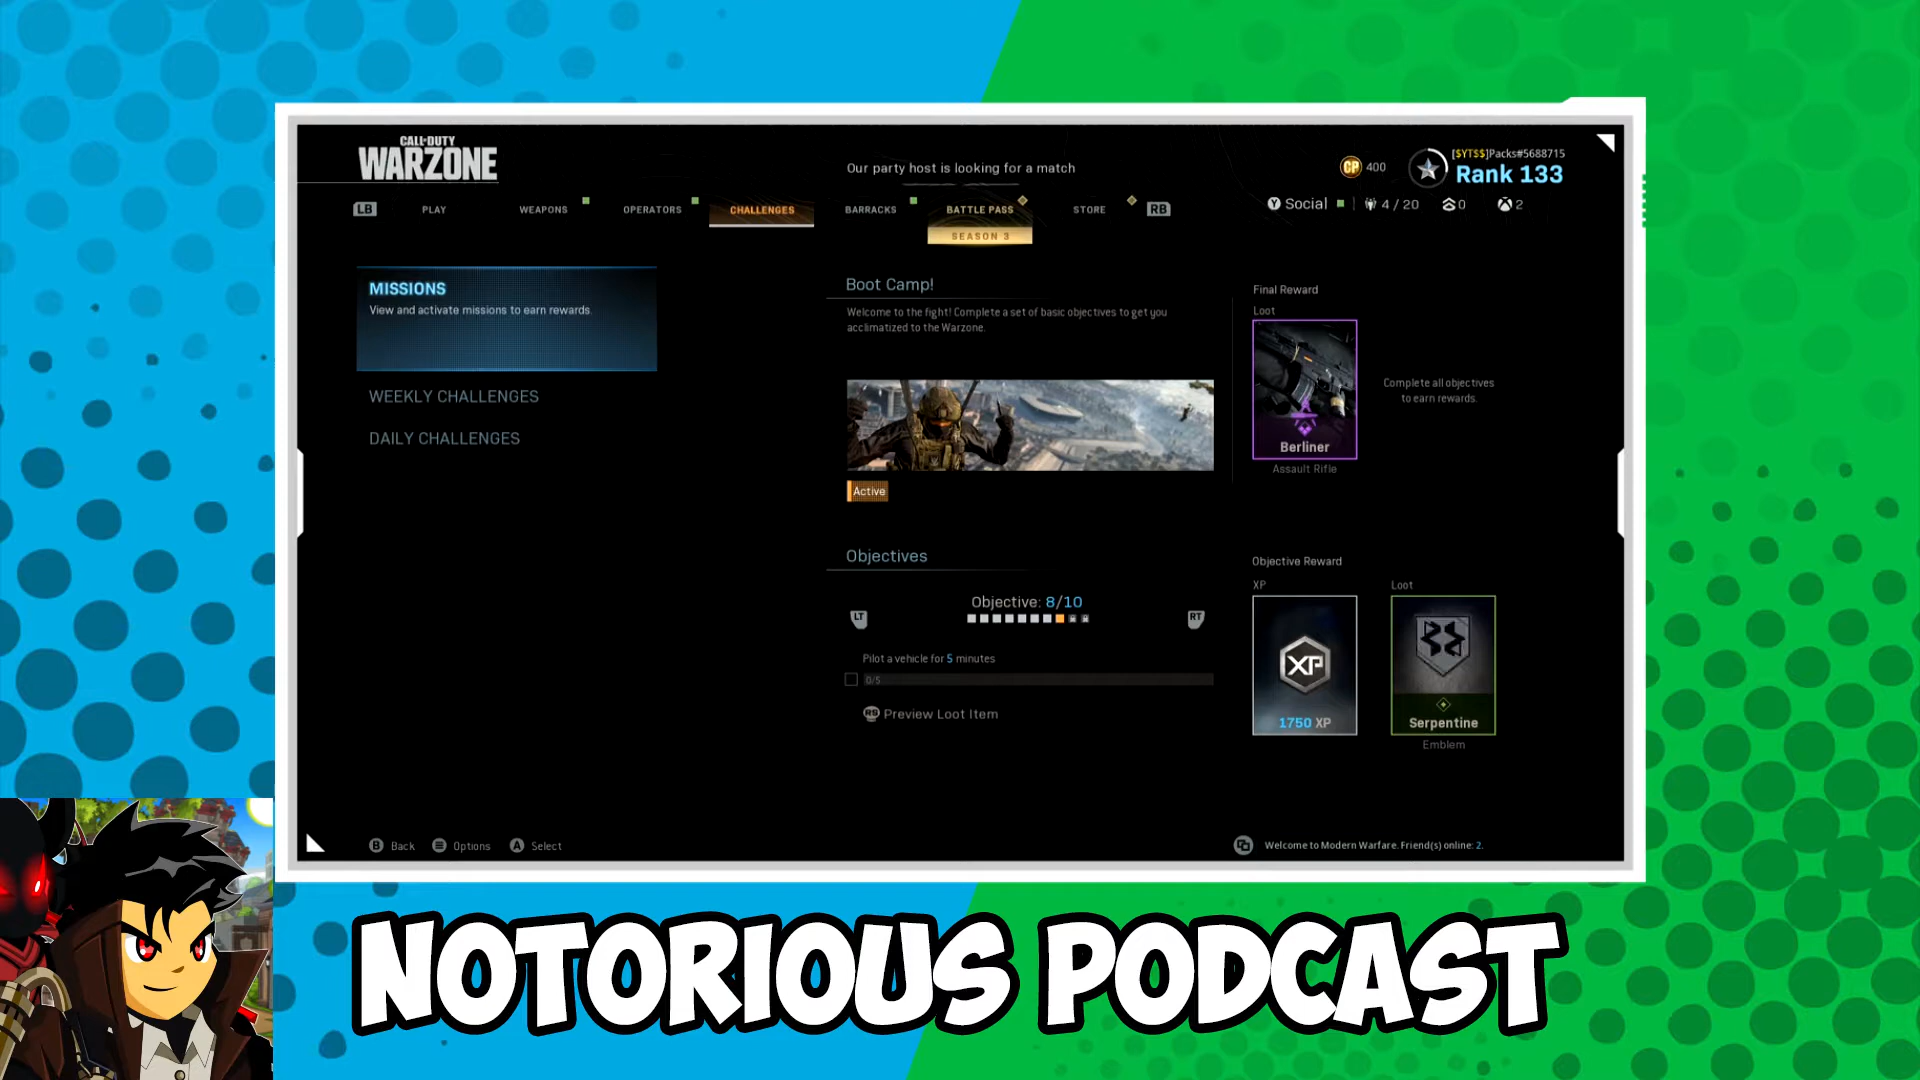 CALL OF DUTY
WARZONE
Our party host is looking for a match
CP 400
[$YT$$]Packs#5688715
Rank 133
LB PLAY WEAPONS OPERATORS CHALLENGES BARRACKS BATTLE PASS STORE RB
SEASON 3
Y Social 4 / 20 0 2
MISSIONS
View and activate missions to earn rewards.
WEEKLY CHALLENGES
DAILY CHALLENGES
Boot Camp!
Welcome to the fight! Complete a set of basic objectives to get you
acclimatized to the Warzone.
Active
Final Reward
Loot
Berliner
Assault Rifle
Complete all objectives
to earn rewards.
Objectives
Objective: 8/10
LT
RT
Pilot a vehicle for 5 minutes
0/5
RS Preview Loot Item
Objective Reward
XP
XP
1750 XP
Loot
Serpentine
Emblem
B Back Options A Select
Welcome to Modern Warfare. Friend(s) online: 2.
NOTORIOUS PODCAST